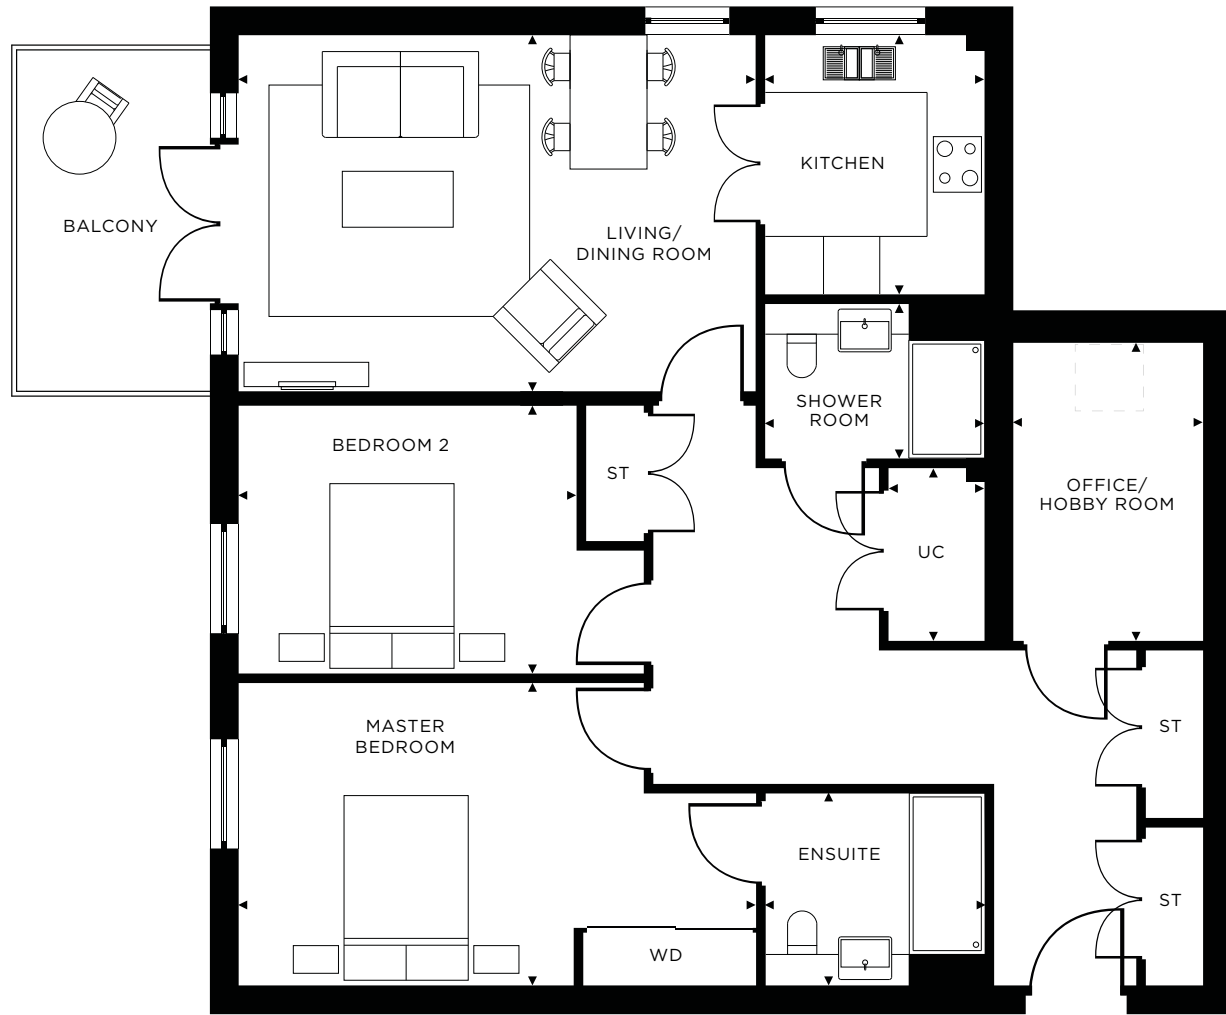 KITCHEN
BALCONY
LIVING/
DINING ROOM
SHOWER
ROOM
BEDROOM 2
ST
OFFICE/
HOBBY ROOM
UC
MASTER
BEDROOM
ST
ENSUITE
ST
WD